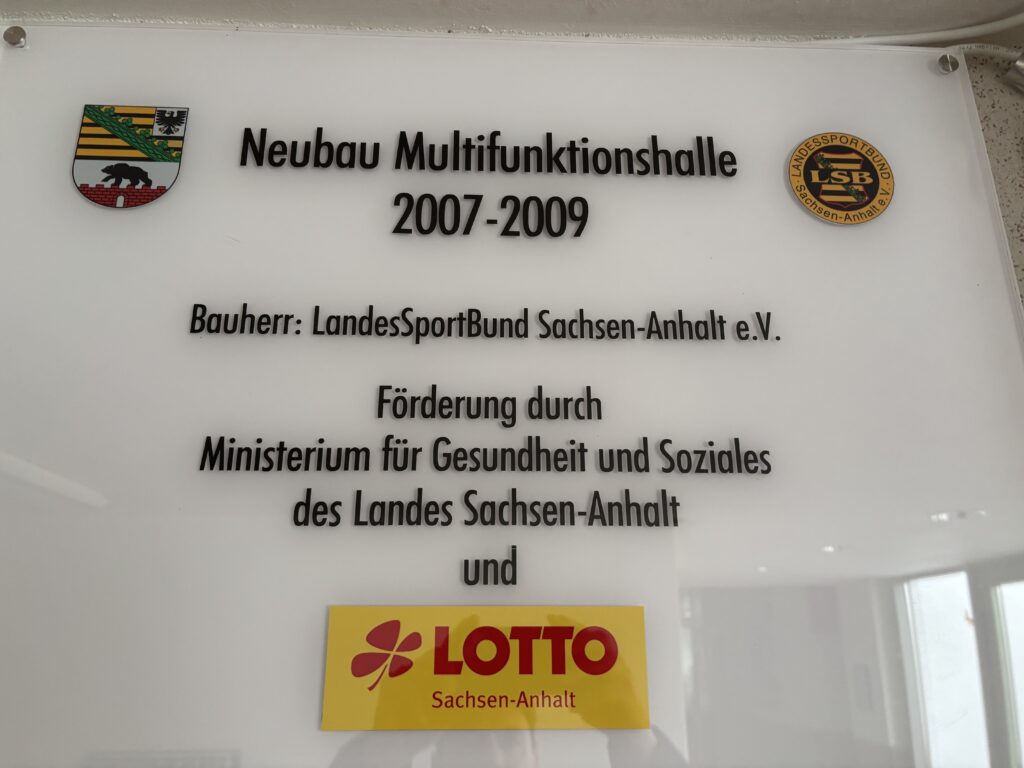 Neubau Multifunktionshalle
2007-2009
LANDESSPORTBUND
LSB
Sachsen-Anhalt e.V.
Bauherr: LandesSportBund Sachsen-Anhalt e.V.
Förderung durch
Ministerium für Gesundheit und Soziales
des Landes Sachsen-Anhalt
und
LOTTO
Sachsen-Anhalt